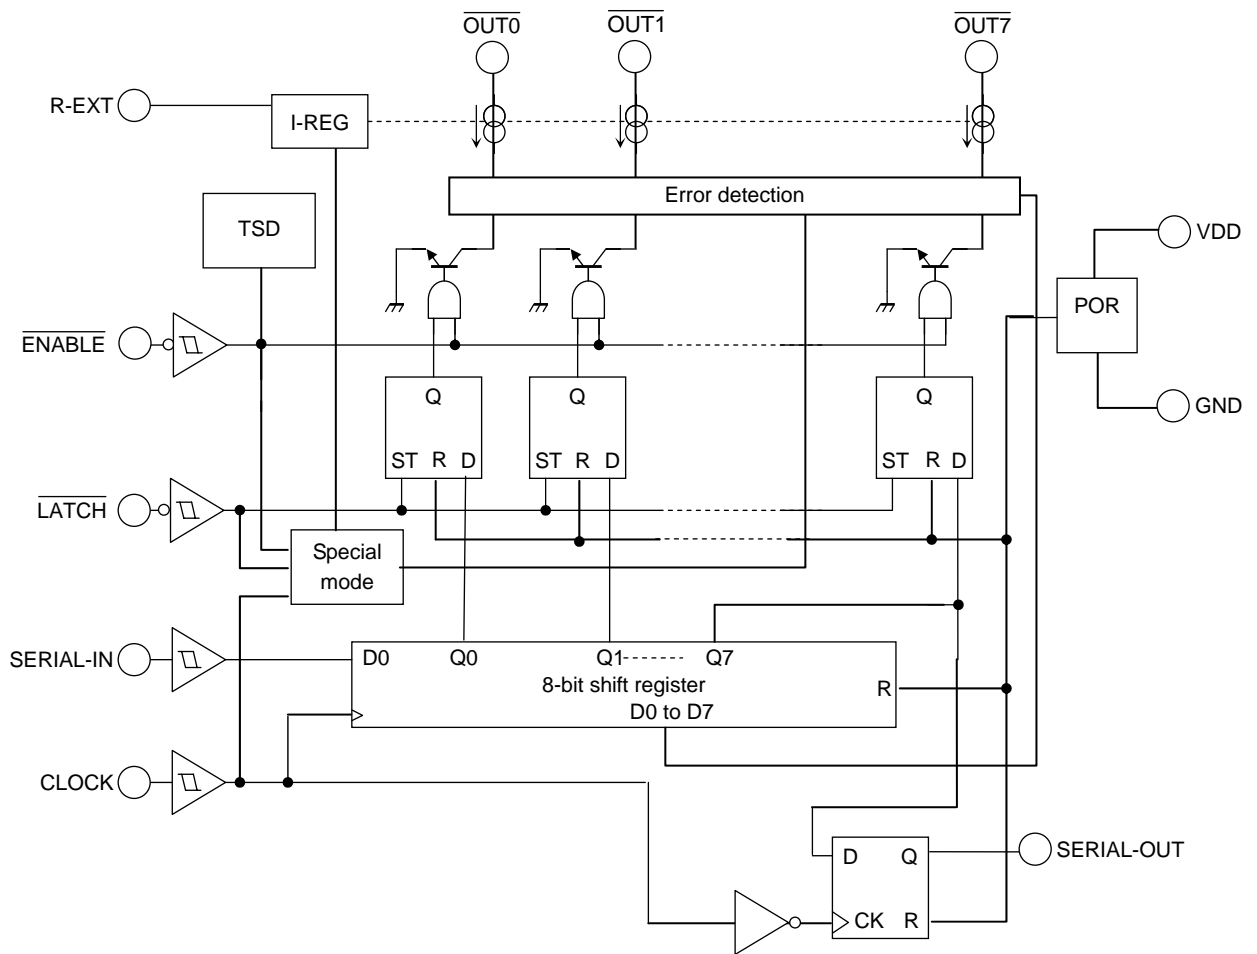 OUT0 OUT1 OUT7
R-EXT
I-REG
Error detection
TSD
VDD
POR
ENABLE
GND
Q Q Q
ST R D ST R D ST R D
LATCH
Special
mode
SERIAL-IN
D0 Q0 Q1 Q7
8-bit shift register
R
D0 to D7
CLOCK
D Q
SERIAL-OUT
CK R